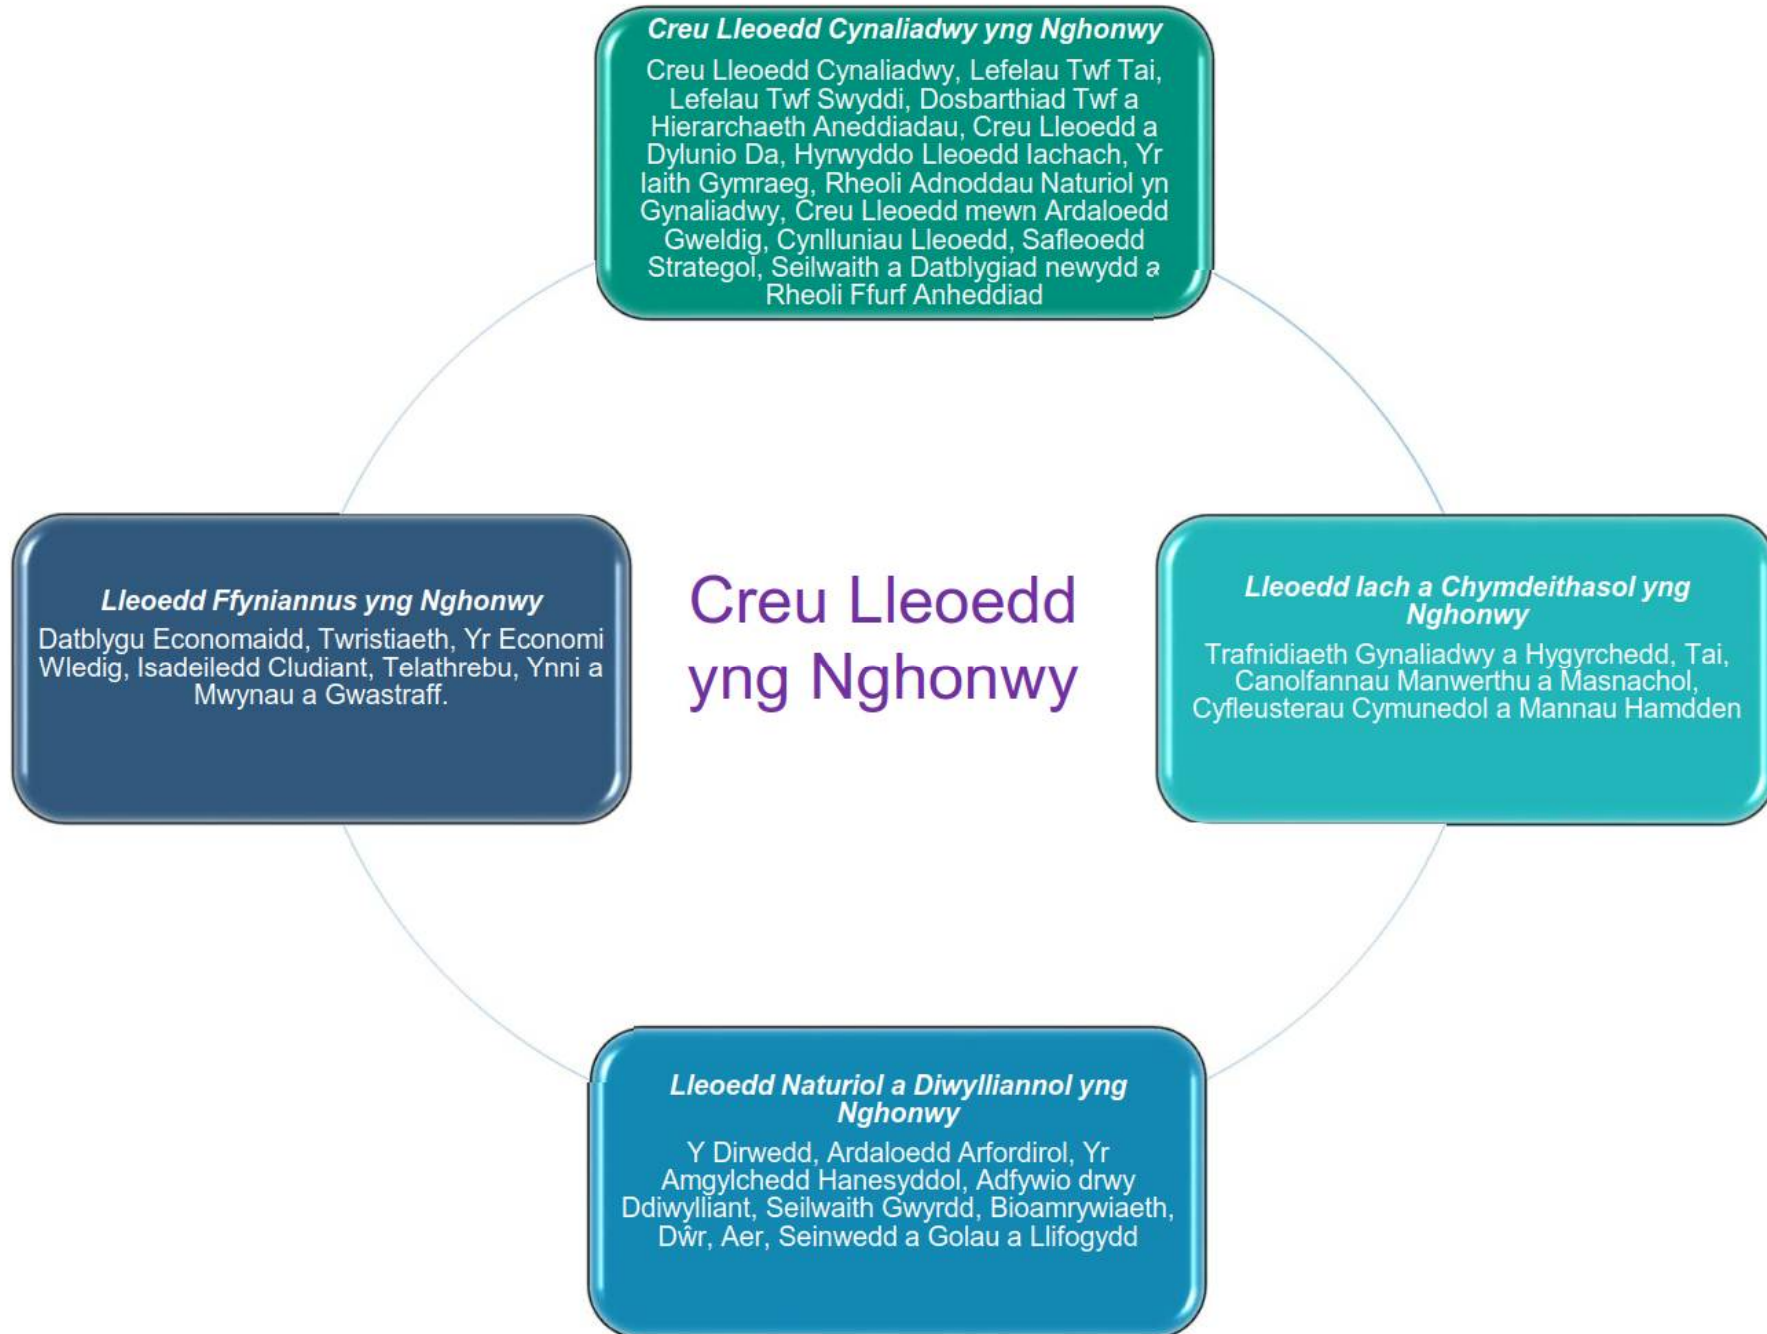 Creu Lleoedd Cynaliadwy yng Nghonwy
Creu Lleoedd Cynaliadwy, Lefelau Twf Tai,
Lefelau Twf Swyddi, Dosbarthiad Twf a
Hierarchaeth Aneddiadau, Creu Lleoedd a
Dylunio Da, Hyrwyddo Lleoedd Iachach, Yr
Iaith Gymraeg, Rheoli Adnoddau Naturiol yn
Gynaliadwy, Creu Lleoedd mewn Ardaloedd
Gweldig, Cynlluniau Lleoedd, Safleoedd
Strategol, Seilwaith a Datblygiad newydd a
Rheoli Ffurf Anheddiad
Lleoedd Ffyniannus yng Nghonwy
Datblygu Economaidd, Twristiaeth, Yr Economi
Wledig, Isadeiledd Cludiant, Telathrebu, Ynni a
Mwynau a Gwastraff.
Creu Lleoedd
yng Nghonwy
Lleoedd Iach a Chymdeithasol yng
Nghonwy
Trafnidiaeth Gynaliadwy a Hygyrchedd, Tai,
Canolfannau Manwerthu a Masnachol,
Cyfleusterau Cymunedol a Mannau Hamdden
Lleoedd Naturiol a Diwylliannol yng
Nghonwy
Y Dirwedd, Ardaloedd Arfordirol, Yr
Amgylchedd Hanesyddol, Adfywio drwy
Ddiwylliant, Seilwaith Gwyrdd, Bioamrywiaeth,
Dŵr, Aer, Seinwedd a Golau a Llifogydd